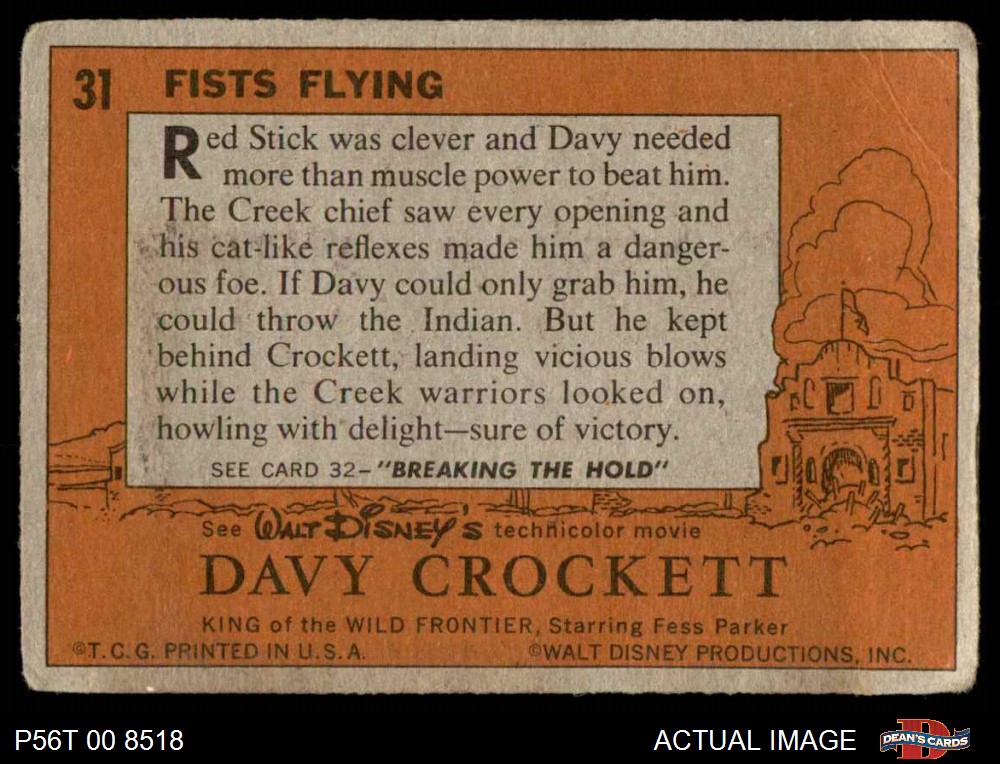 31 FISTS FLYING
Red Stick was clever and Davy needed
more than muscle power to beat him.
The Creek chief saw every opening and
his cat-like reflexes made him a danger-
ous foe. If Davy could only grab him, he
could throw the Indian. But he kept
behind Crockett, landing vicious blows
while the Creek warriors looked on,
howling with delight—sure of victory.
SEE CARD 32-"BREAKING THE HOLD"
See WALT DISNEY'S technicolor movie
DAVY CROCKETT
KING of the WILD FRONTIER, Starring Fess Parker
©T.C.G. PRINTED IN U.S.A. ©WALT DISNEY PRODUCTIONS, INC.
P56T 00 8518 ACTUAL IMAGE D DEAN'S CARDS